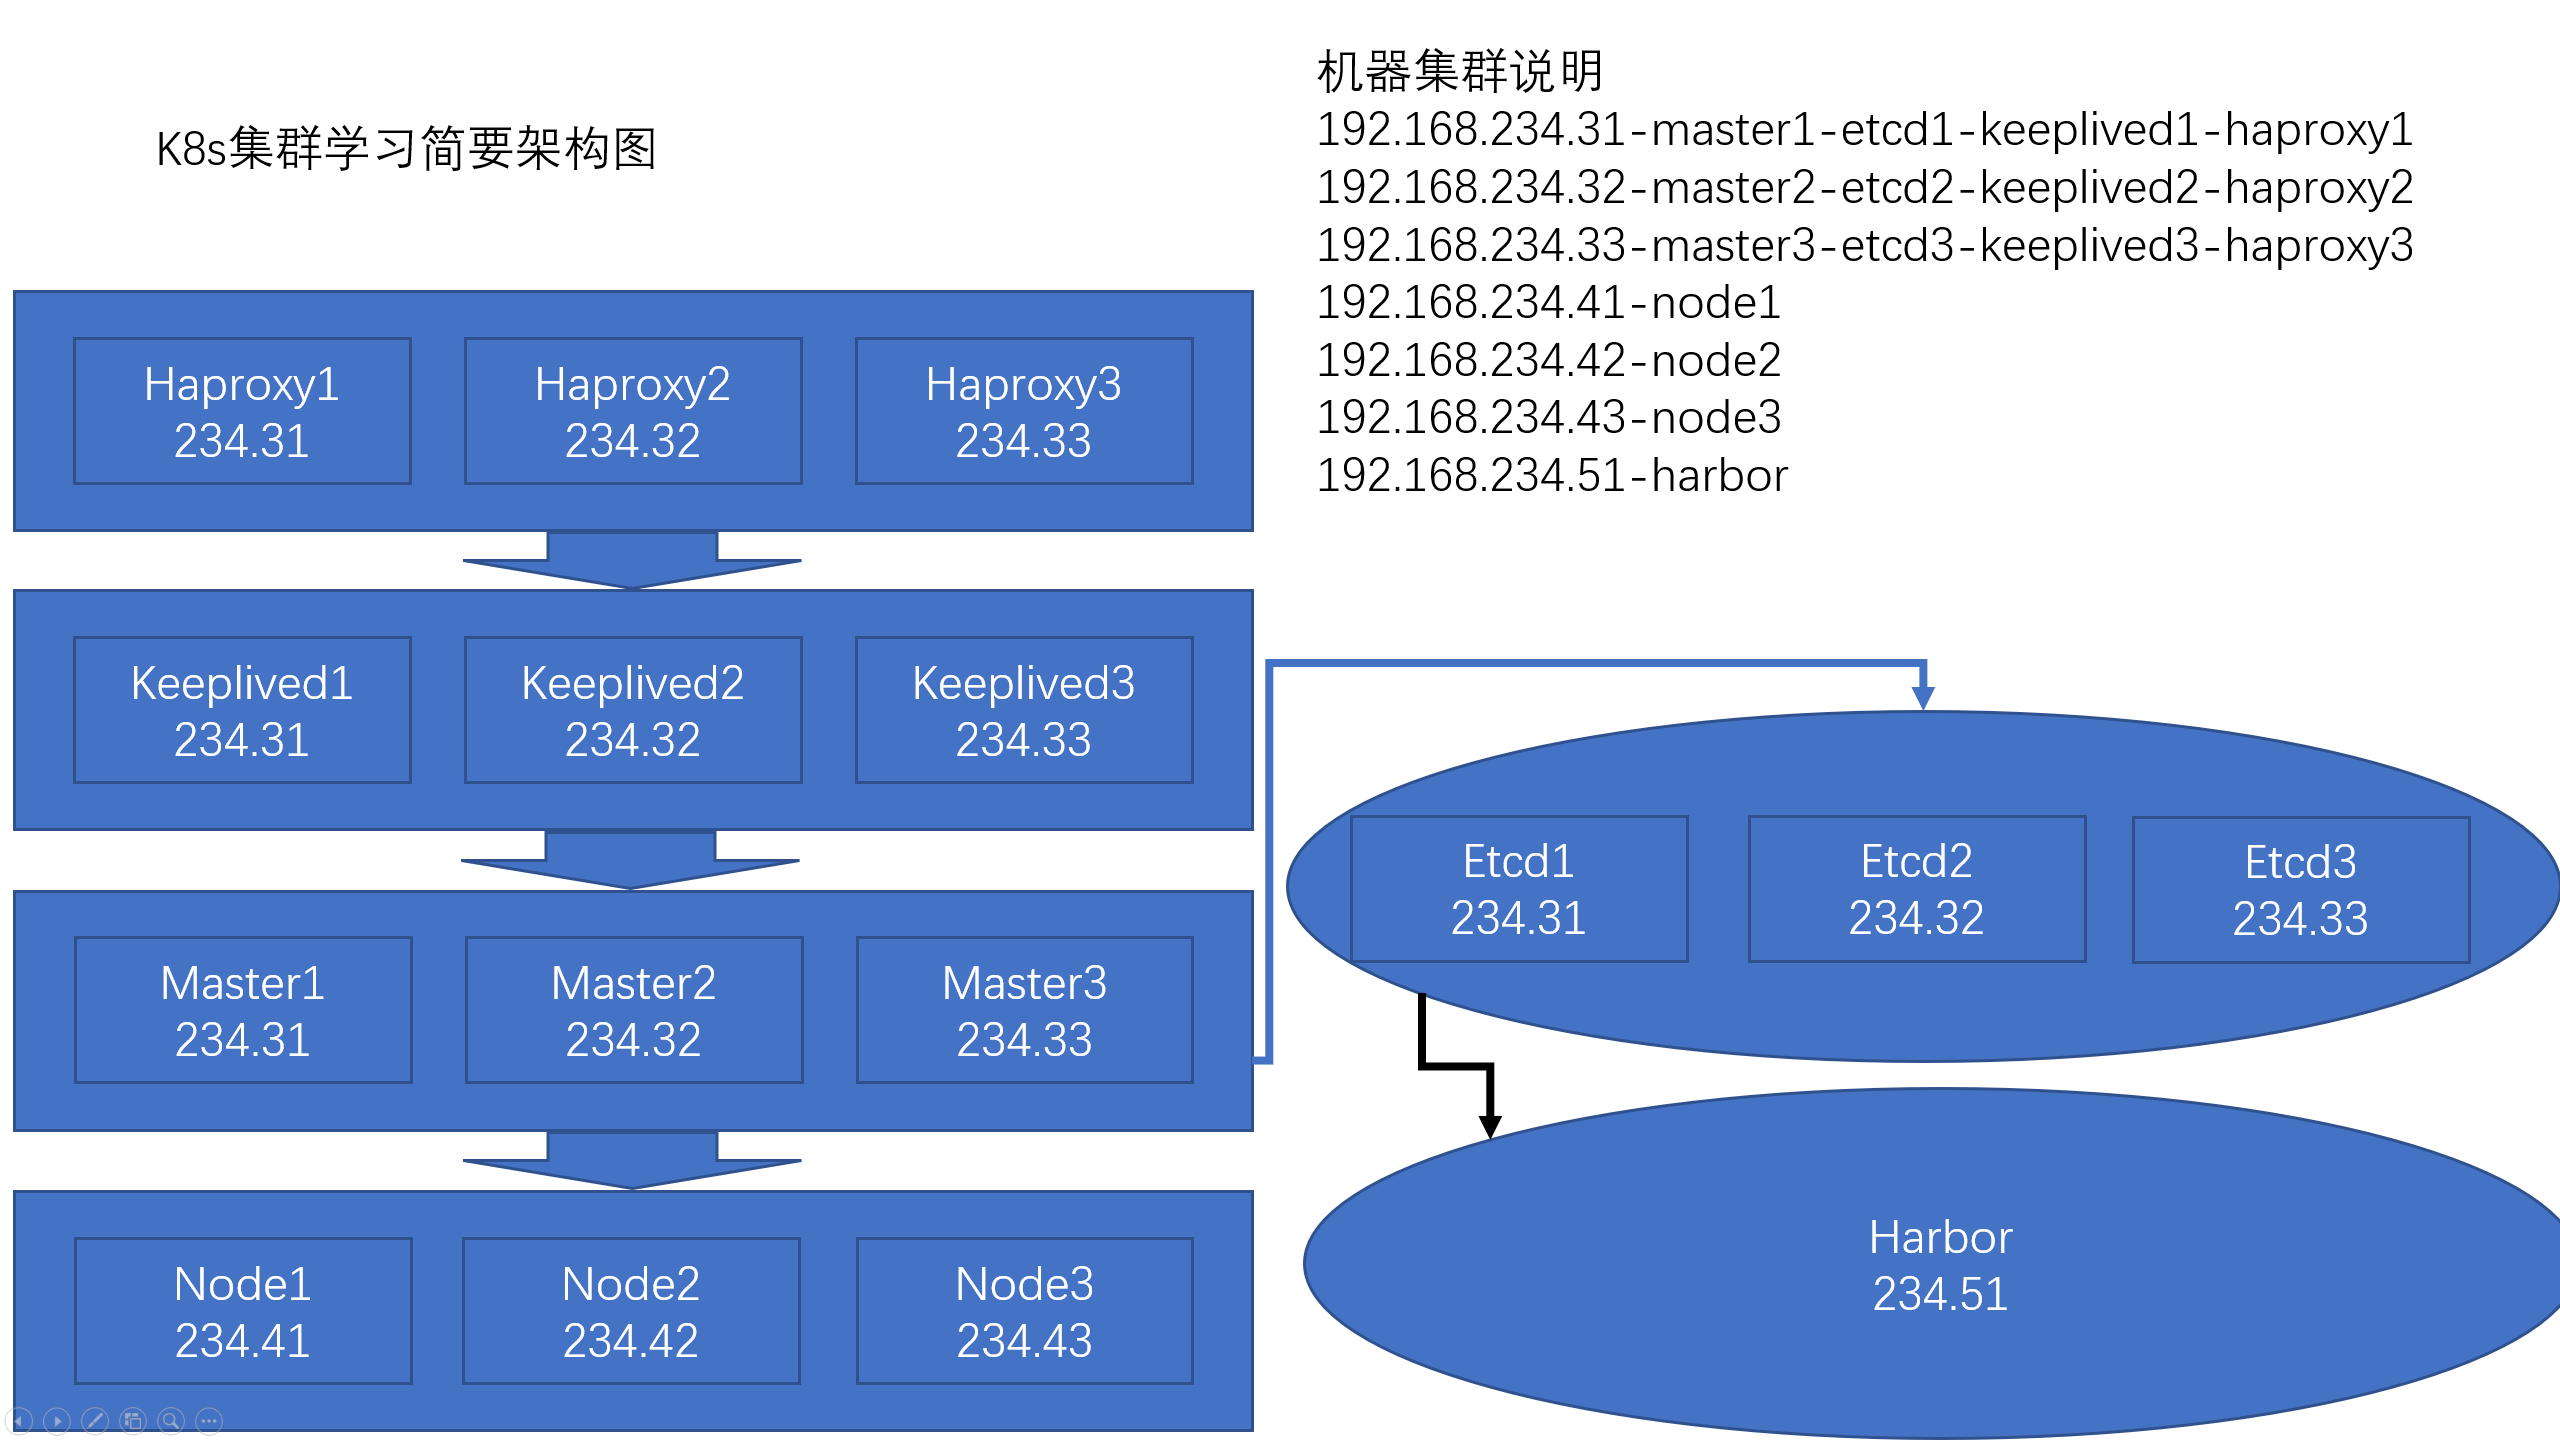 K8s集群学习简要架构图
机器集群说明
192.168.234.31-master1-etcd1-keeplived1-haproxy1
192.168.234.32-master2-etcd2-keeplived2-haproxy2
192.168.234.33-master3-etcd3-keeplived3-haproxy3
192.168.234.41-node1
192.168.234.42-node2
192.168.234.43-node3
192.168.234.51-harbor
Haproxy1
234.31
Haproxy2
234.32
Haproxy3
234.33
Keeplived1
234.31
Keeplived2
234.32
Keeplived3
234.33
Master1
234.31
Master2
234.32
Master3
234.33
Node1
234.41
Node2
234.42
Node3
234.43
Etcd1
234.31
Etcd2
234.32
Etcd3
234.33
Harbor
234.51